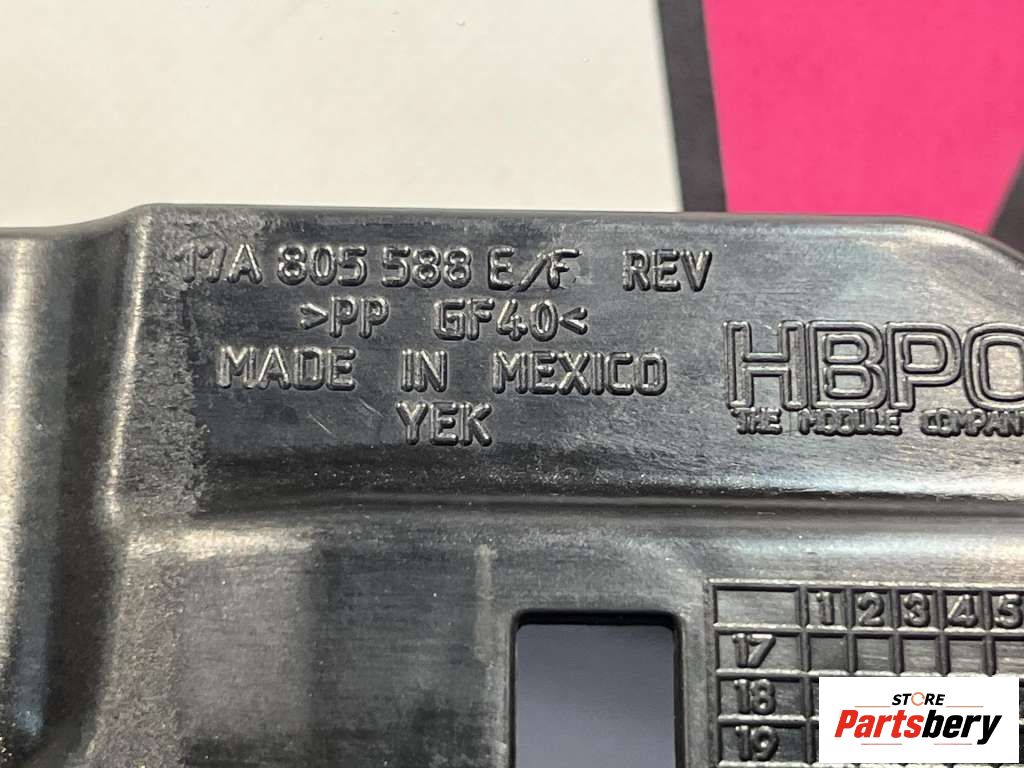 17A 805 588 E/F REV
>PP GF40<
MADE IN MEXICO
YEK
HBPO
THE MODULE COMPANY
1 2 3 4 5
17
18
19
STORE
Partsbery